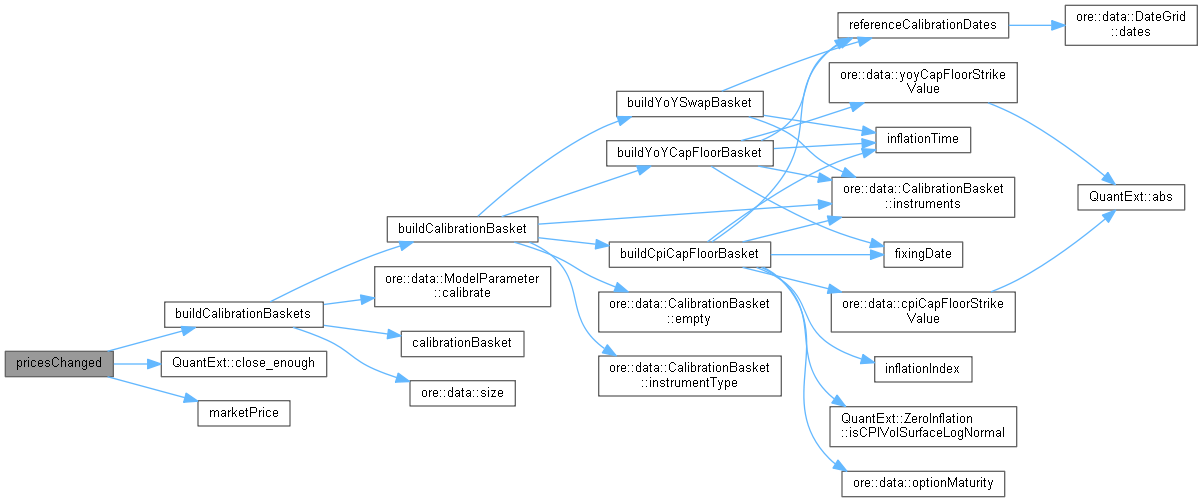 pricesChanged
buildCalibrationBaskets
QuantExt::close_enough
marketPrice
buildCalibrationBasket
ore::data::ModelParameter
::calibrate
calibrationBasket
ore::data::size
buildYoYSwapBasket
buildYoYCapFloorBasket
buildCpiCapFloorBasket
ore::data::CalibrationBasket
::empty
ore::data::CalibrationBasket
::instrumentType
referenceCalibrationDates
ore::data::yoyCapFloorStrike
Value
inflationTime
ore::data::CalibrationBasket
::instruments
fixingDate
ore::data::cpiCapFloorStrike
Value
inflationIndex
QuantExt::ZeroInflation
::isCPIVolSurfaceLogNormal
ore::data::optionMaturity
ore::data::DateGrid
::dates
QuantExt::abs